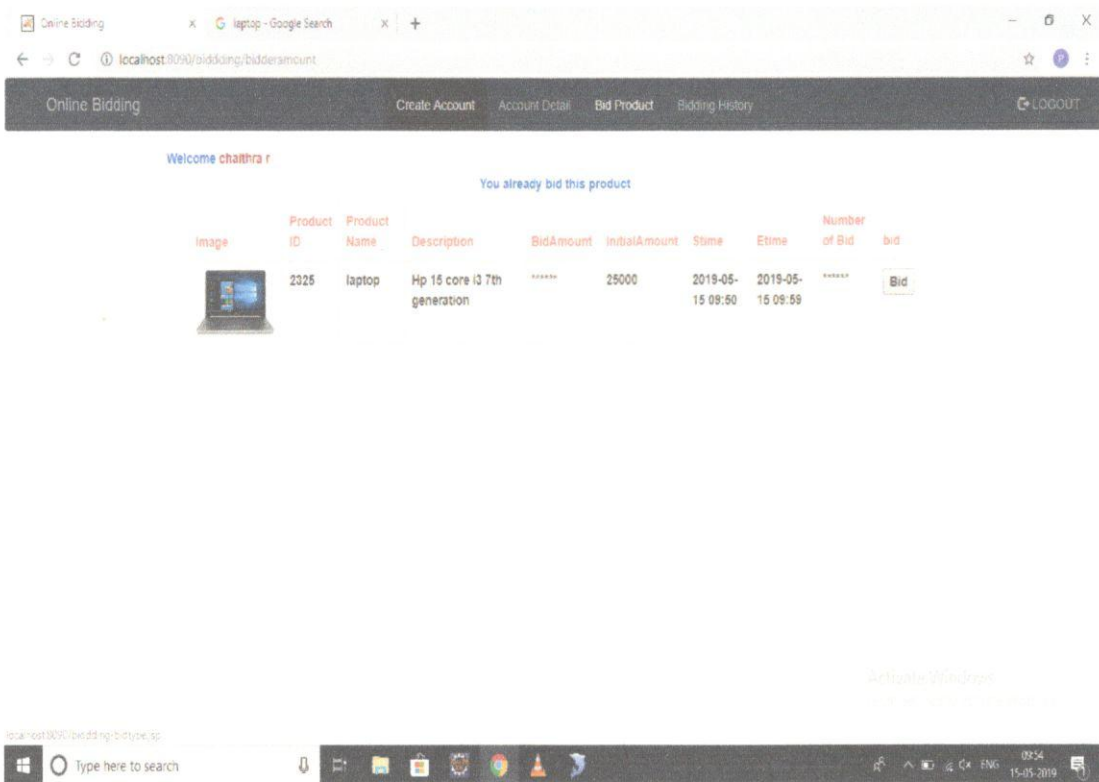 Online Bidding
laptop - Google Search
localhost:8090/biddding/bidderamount
Online Bidding Create Account Account Detail Bid Product Bidding History LOGOUT
Welcome chaithra r
You already bid this product
Image Product ID Product Name Description BidAmount InitialAmount Stime Etime Number of Bid bid
2325 laptop Hp 15 core i3 7th ****** 25000 2019-05- 2019-05- ****** Bid
generation 15 09:50 15 09:59
Activate Windows
Type here to search
ENG 09:54
15-05-2019